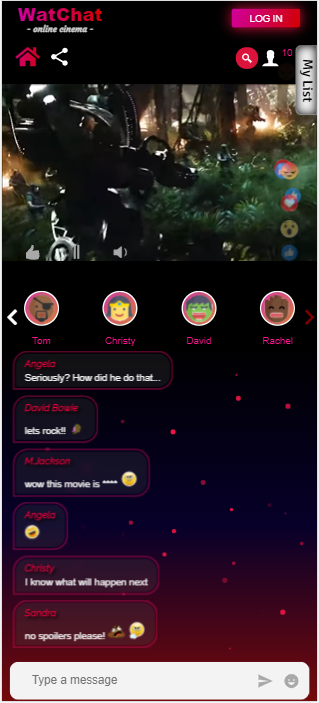 WatChat
- online cinema -
LOG IN
10
My List
Tom
Christy
David
Rachel
Angela
Seriously? How did he do that...
David Bowie
lets rock!!
M.Jackson
wow this movie is ****
Angela
Christy
I know what will happen next
Sandra
no spoilers please!
Type a message